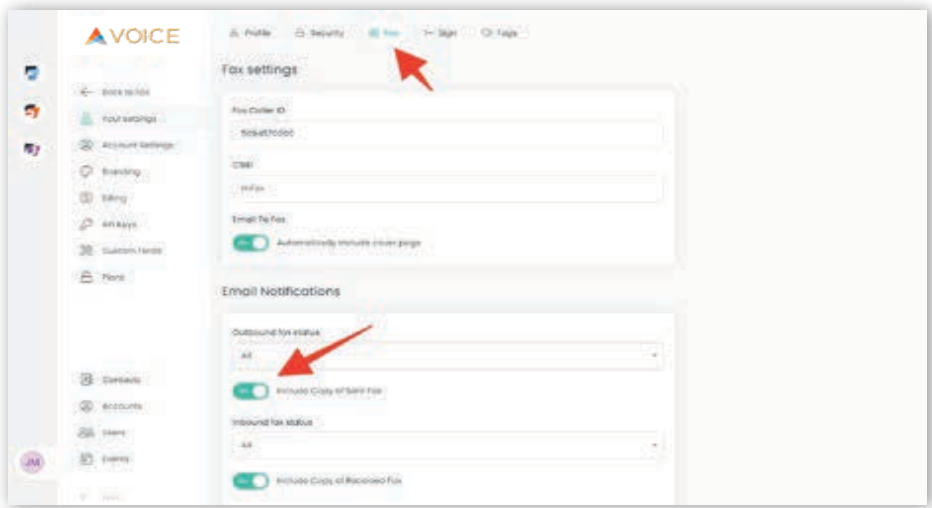 AVOICE
Profile
Security
Fax
Sign
Tags
Fax settings
Back to Fax
Your settings
Account Settings
Branding
Billing
API Keys
Custom Fields
Plans
Contacts
Accounts
Users
Events
JM
Fax Caller ID
CSID
Email To Fax
Automatically include cover page
Email Notifications
Outbound fax status
All
Include Copy of Sent Fax
Inbound fax status
All
Include Copy of Received Fax